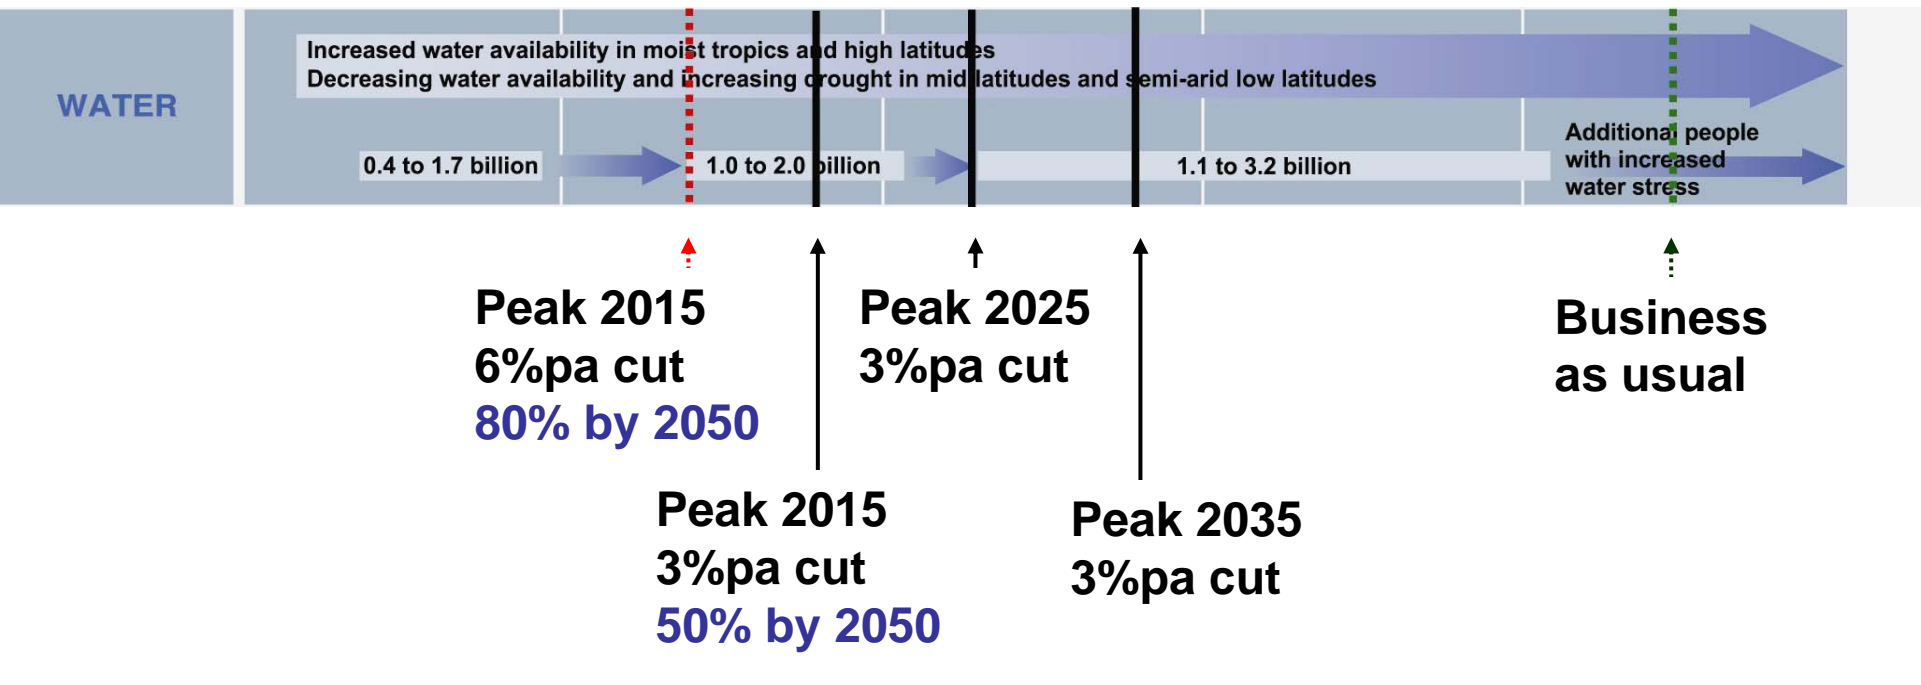 WATER
Increased water availability in moist tropics and high latitudes
Decreasing water availability and increasing drought in mid latitudes and semi-arid low latitudes
0.4 to 1.7 billion
1.0 to 2.0 billion
1.1 to 3.2 billion
Additional people
with increased
water stress
Peak 2015
6%pa cut
80% by 2050
Peak 2025
3%pa cut
Business
as usual
Peak 2015
3%pa cut
50% by 2050
Peak 2035
3%pa cut